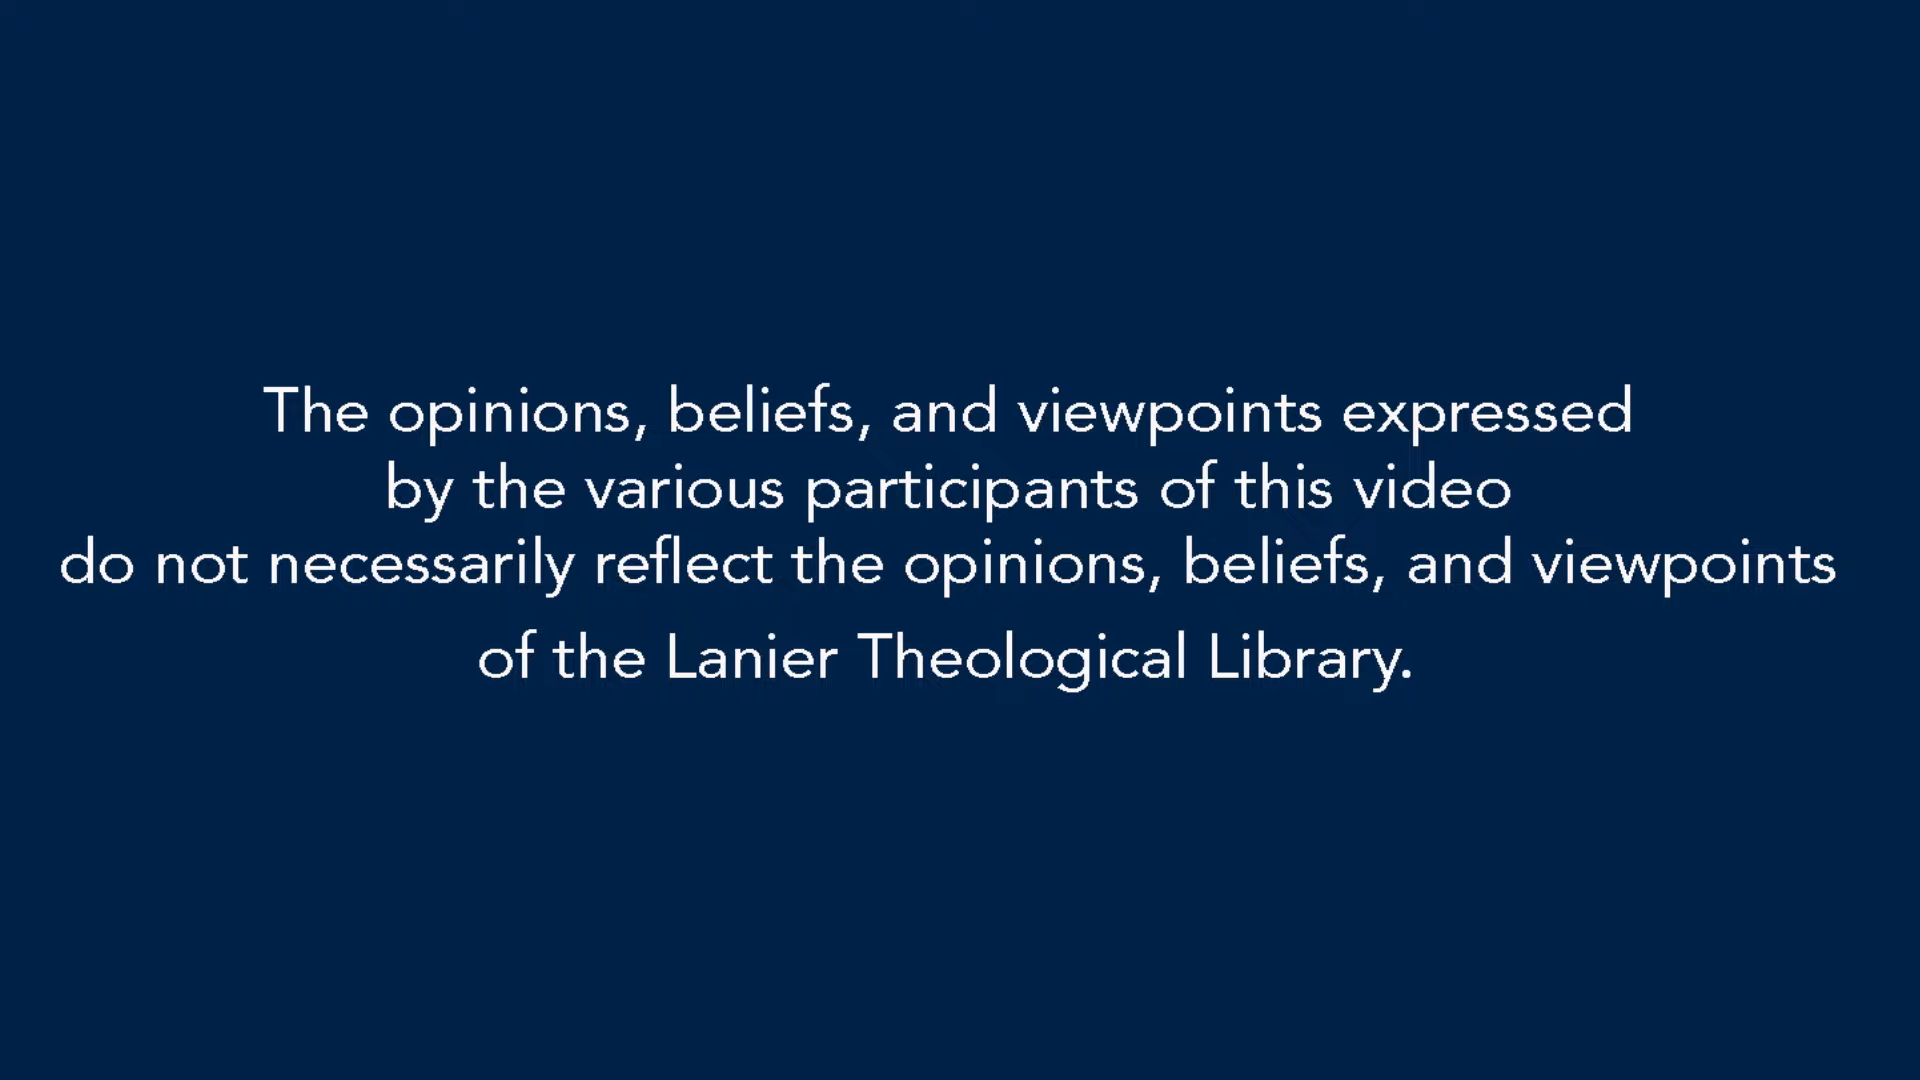 The opinions, beliefs, and viewpoints expressed
by the various participants of this video
do not necessarily reflect the opinions, beliefs, and viewpoints
of the Lanier Theological Library.